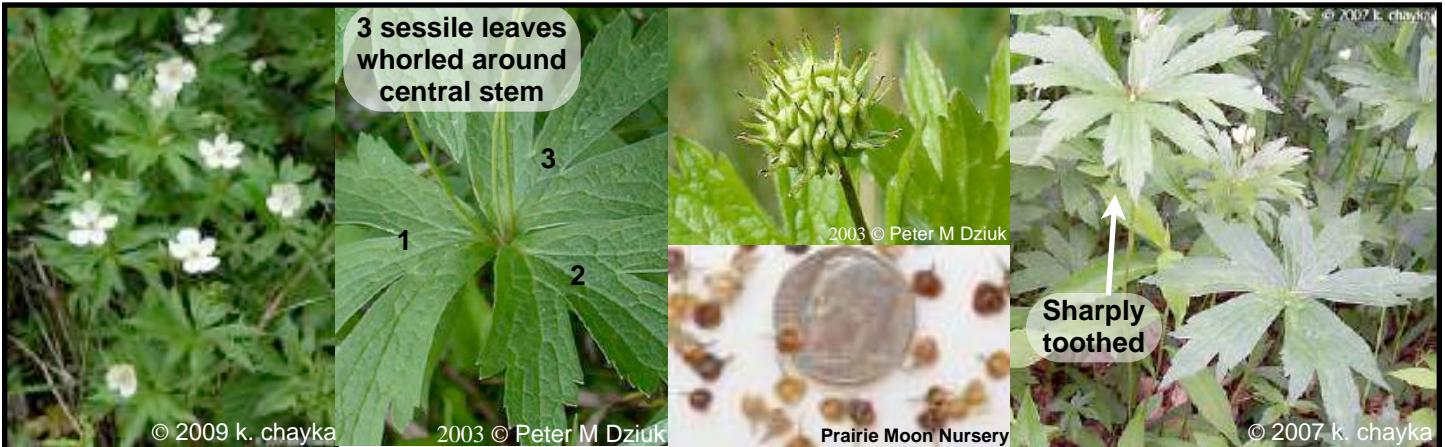 © 2009 k. chayka
3 sessile leaves
whorled around
central stem
1
2
3
2003 © Peter M Dziuk
2003 © Peter M Dziuk
Prairie Moon Nursery
© 2007 k. chayka
Sharply
toothed
© 2007 k. chayka